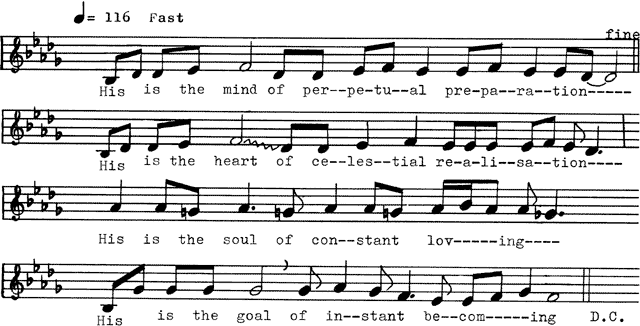 = 116 Fast
fine
His is the mind of per--pe-tu--al pre-pa--ra--tion-----
His is the heart of ce--les--tial re-a-li--sa--tion----
His is the soul of con--stant lov-----ing----
His is the goal of in--stant be--com-----ing D.C.